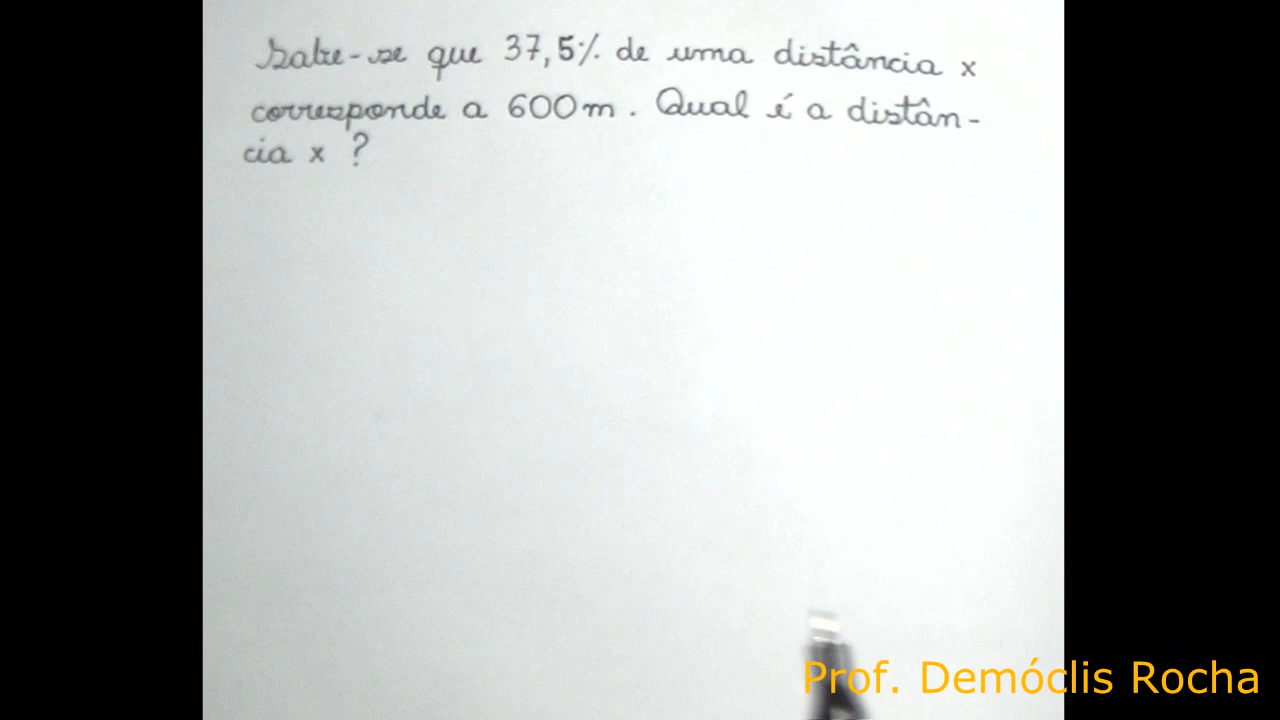 Sabe-se que 37,5% de uma distância x
corresponde a 600m. Qual é a distân-
cia x ?
Prof. Demóclis Rocha